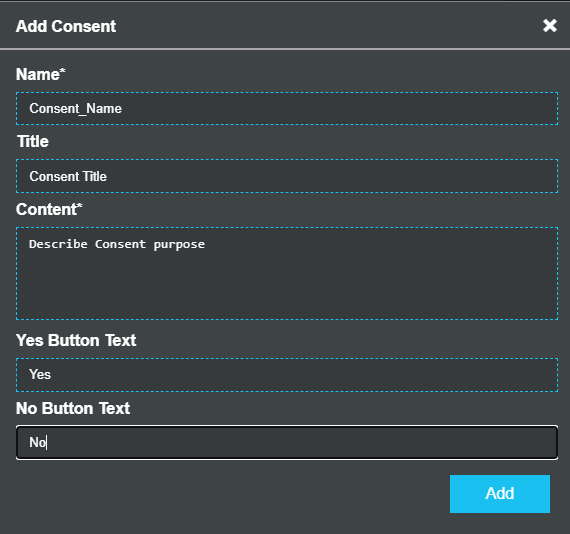 Add Consent
Name*
Consent_Name
Title
Consent Title
Content*
Describe Consent purpose
Yes Button Text
Yes
No Button Text
No
Add